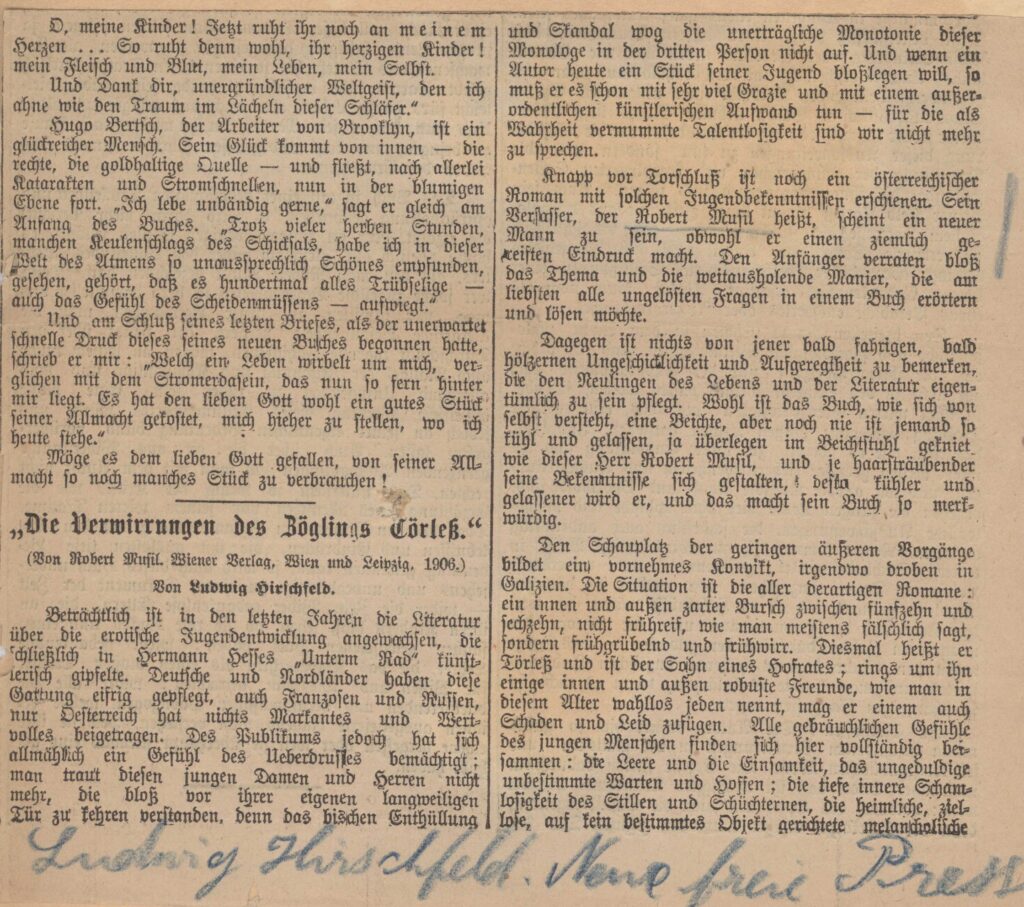 O, meine Kinder! Jetzt ruht ihr noch an meinem
Herzen ... So ruht denn wohl, ihr herzigen Kinder!
mein Fleisch und Blut, mein Leben, mein Selbst.
Und Dank dir, unergründlicher Weltgeist, den ich
ahne wie den Traum im Lächeln dieser Schläfer."
Hugo Bertsch, der Arbeiter von Brooklyn, ist ein
glückreicher Mensch. Sein Glück kommt von innen — die
rechte, die goldhaltige Quelle — und fließt, nach allerlei
Katarakten und Stromschnellen, nun in der blumigen
Ebene fort. „Ich lebe unbändig gerne," sagt er gleich am
Anfang des Buches. „Trotz vieler herben Stunden,
manchen Keulenschlags des Schicksals, habe ich in dieser
Welt des Atmens so unaussprechlich Schönes empfunden,
gesehen, gehört, daß es hundertmal alles Trübselige —
auch das Gefühl des Scheidenmüssens — aufwiegt."
Und am Schluß seines letzten Briefes, als der unerwartet
schnelle Druck dieses seines neuen Buches begonnen hatte,
schrieb er mir: „Welch ein Leben wirbelt um mich, ver-
glichen mit dem Stromerdasein, das nun so fern hinter
mir liegt. Es hat den lieben Gott wohl ein gutes Stück
seiner Allmacht gekostet, mich hieher zu stellen, wo ich
heute stehe."
Möge es dem lieben Gott gefallen, von seiner All-
macht so noch manches Stück zu verbrauchen!
„Die Verwirrungen des Zöglings Törleß."
(Von Robert Musil. Wiener Verlag, Wien und Leipzig, 1906.)
Von Ludwig Hirschfeld.
Beträchtlich ist in den letzten Jahren die Literatur
über die erotische Jugendentwicklung angewachsen, die
schließlich in Hermann Hesses „Unterm Rad" künst-
lerisch gipfelte. Deutsche und Nordländer haben diese
Gattung eifrig gepflegt, auch Franzosen und Russen,
nur Oesterreich hat nichts Markantes und Wert-
volles beigetragen. Des Publikums jedoch hat sich
allmählich ein Gefühl des Ueberdrusses bemächtigt;
man traut diesen jungen Damen und Herren nicht
mehr, die bloß vor ihrer eigenen langweiligen
Tür zu kehren verstanden, denn das bischen Enthüllung
und Skandal wog die unerträgliche Monotonie dieser
Monologe in der dritten Person nicht auf. Und wenn ein
Autor heute ein Stück seiner Jugend bloßlegen will, so
muß er es schon mit sehr viel Grazie und mit einem außer-
ordentlichen künstlerischen Aufwand tun — für die als
Wahrheit vermummte Talentlosigkeit sind wir nicht mehr
zu sprechen.
Knapp vor Torschluß ist noch ein österreichischer
Roman mit solchen Jugendbekenntnissen erschienen. Sein
Verfasser, der Robert Musil heißt, scheint ein neuer
Mann zu sein, obwohl er einen ziemlich ge-
reiften Eindruck macht. Den Anfänger verraten bloß
das Thema und die weitausholende Manier, die am
liebsten alle ungelösten Fragen in einem Buch erörtern
und lösen möchte.
Dagegen ist nichts von jener bald fahrigen, bald
hölzernen Ungeschicklichkeit und Aufgeregtheit zu bemerken,
die den Neulingen des Lebens und der Literatur eigen-
tümlich zu sein pflegt. Wohl ist das Buch, wie sich von
selbst versteht, eine Beichte, aber noch nie ist jemand so
kühl und gelassen, ja überlegen im Beichtstuhl gekniet
wie dieser Herr Robert Musil, und je haarsträubender
seine Bekenntnisse sich gestalten, desto kühler und
gelassener wird er, und das macht sein Buch so merk-
würdig.
Den Schauplatz der geringen äußeren Vorgänge
bildet ein vornehmes Konvikt, irgendwo droben in
Galizien. Die Situation ist die aller derartigen Romane:
ein innen und außen zarter Bursch zwischen fünfzehn und
sechzehn, nicht frühreif, wie man meistens fälschlich sagt,
sondern frühgrübelnd und frühwirr. Diesmal heißt er
Törleß und ist der Sohn eines Hofrates; rings um ihn
einige innen und außen robuste Freunde, wie man in
diesem Alter wahllos jeden nennt, mag er einem auch
Schaden und Leid zufügen. Alle gebräuchlichen Gefühle
des jungen Menschen finden sich hier vollständig bei-
sammen: die Leere und die Einsamkeit, das ungeduldige
unbestimmte Warten und Hoffen; die tiefe innere Scham-
losigkeit des Stillen und Schüchternen, die heimliche, ziel-
lose, auf kein bestimmtes Objekt gerichtete melancholische
Ludwig Hirschfeld. Neue freie Presse